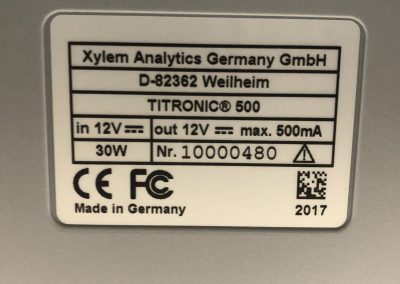 Xylem Analytics Germany GmbH
D-82362 Weilheim
TITRONIC® 500
in 12V⎓ out 12V ⎓ max. 500mA
30W Nr. 10000480
CE FC
Made in Germany 2017